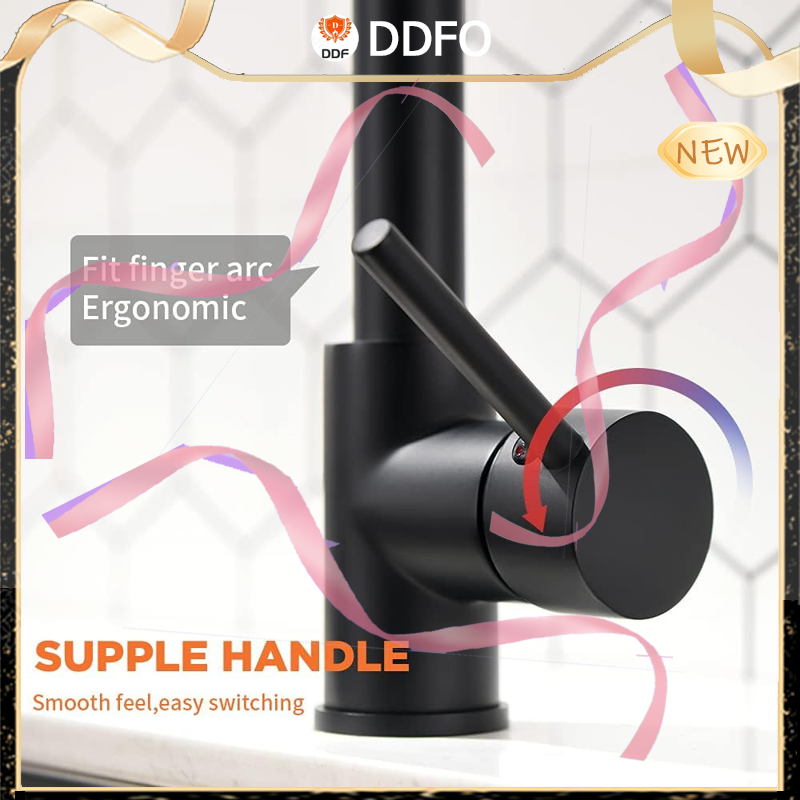 DDF
DDFO
NEW
Fit finger arc
Ergonomic
SUPPLE HANDLE
Smooth feel,easy switching